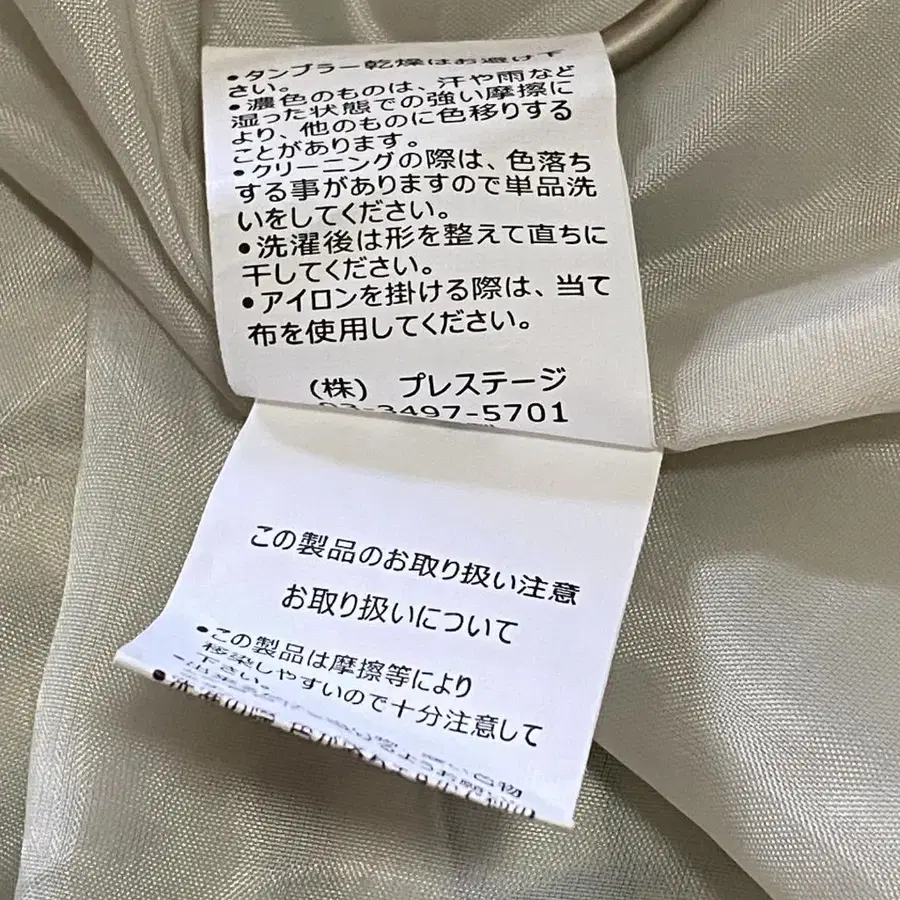 ●タンブラー乾燥はお避け下
さい。
●濃色のものは、汗や雨など
湿った状態での強い摩擦に
より、他のものに色移りする
ことがあります。
●クリーニングの際は、色落ち
する事がありますので単品洗
いをしてください。
●洗濯後は形を整えて直ちに
干してください。
●アイロンを掛ける際は、当て
布を使用してください。
(株) プレステージ
03-3497-5701
この製品のお取り扱い注意
お取り扱いについて
●この製品は摩擦等により
移染しやすいので十分注意して
下さい。